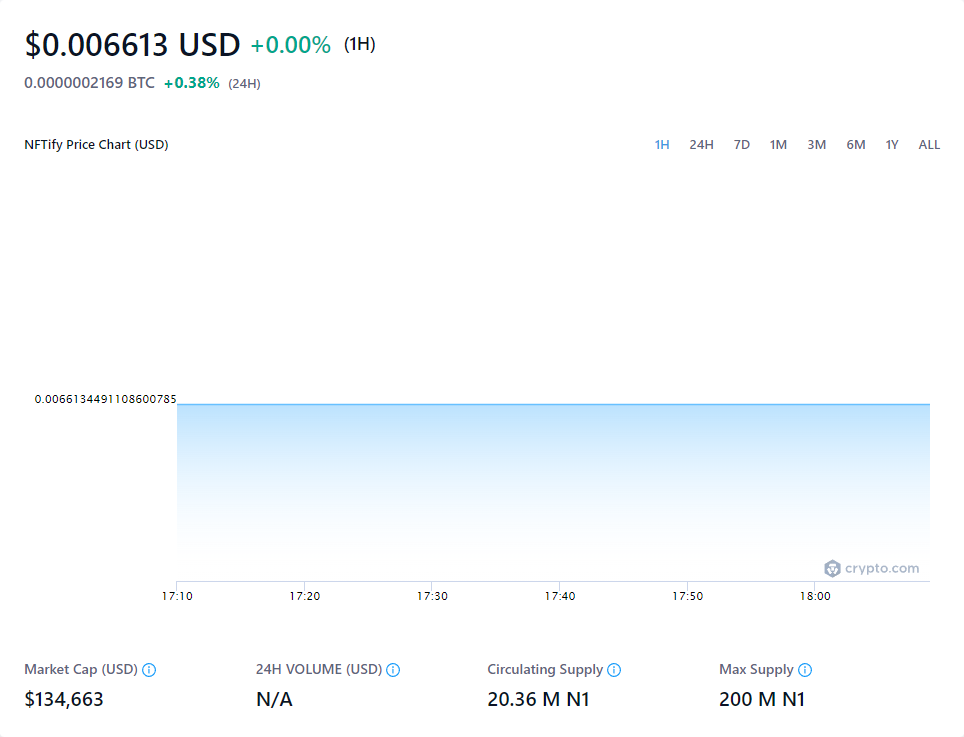 $0.006613 USD +0.00% (1H)
0.0000002169 BTC +0.38% (24H)
NFTify Price Chart (USD) 1H 24H 7D 1M 3M 6M 1Y ALL
0.0066134491108600785
crypto.com
17:10 17:20 17:30 17:40 17:50 18:00
Market Cap (USD) 24H VOLUME (USD) Circulating Supply Max Supply
$134,663 N/A 20.36 M N1 200 M N1